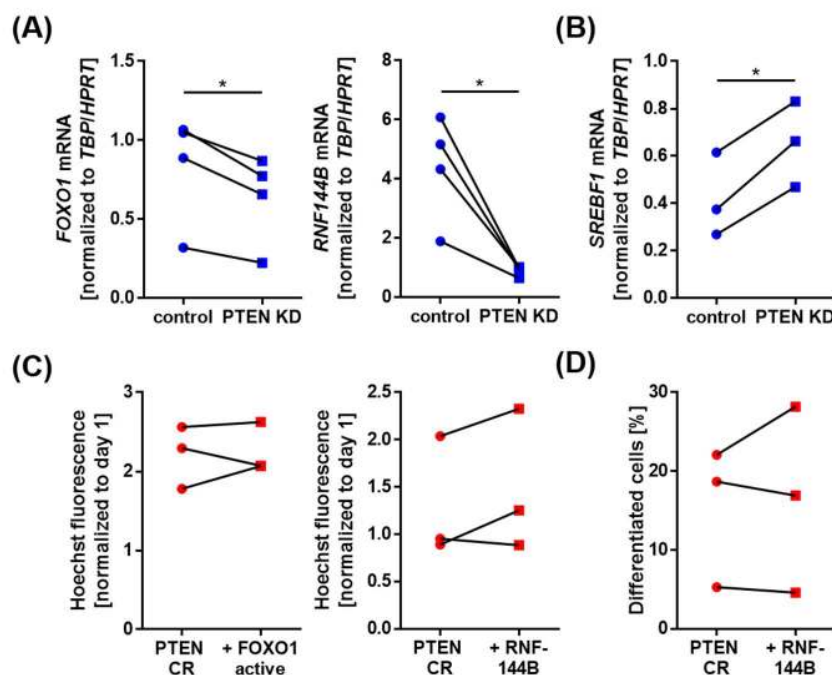 (A)
FOXO1 mRNA
[normalized to TBP/HPRT]
1.5
1.0
0.5
0.0
*
control PTEN KD
RNF144B mRNA
[normalized to TBP/HPRT]
8
6
4
2
0
*
control PTEN KD
(B)
SREBF1 mRNA
[normalized to TBP/HPRT]
1.0
0.8
0.6
0.4
0.2
0.0
*
control PTEN KD
(C)
Hoechst fluorescence
[normalized to day 1]
3
2
1
0
PTEN + FOXO1
CR active
Hoechst fluorescence
[normalized to day 1]
2.5
2.0
1.5
1.0
0.5
0.0
PTEN + RNF-
CR 144B
(D)
Differentiated cells [%]
30
20
10
0
PTEN + RNF-
CR 144B